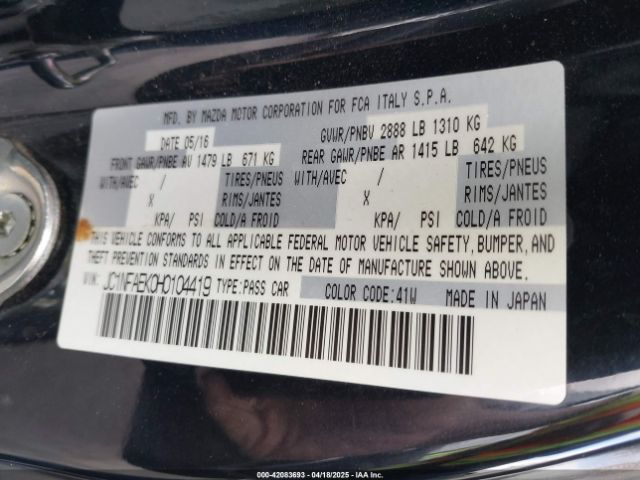 MFD. BY MAZDA MOTOR CORPORATION FOR FCA ITALY S.P.A.
DATE 05/16 GVWR/PNBV 2888 LB 1310 KG
FRONT GAWR/PNBE AV 1479 LB 671 KG REAR GAWR/PNBE AR 1415 LB 642 KG
WITH/AVEC / TIRES/PNEUS WITH/AVEC / TIRES/PNEUS
X RIMS/JANTES X RIMS/JANTES
KPA/ PSI COLD/A FROID KPA/ PSI COLD/A FROID
THIS VEHICLE CONFORMS TO ALL APPLICABLE FEDERAL MOTOR VEHICLE SAFETY, BUMPER, AND
THEFT PREVENTION STANDARDS IN EFFECT ON THE DATE OF MANUFACTURE SHOWN ABOVE.
VIN: JC1NFAEK0H0104419 TYPE:PASS CAR COLOR CODE:41W MADE IN JAPAN
000-42083693 - 04/18/2025 - IAA